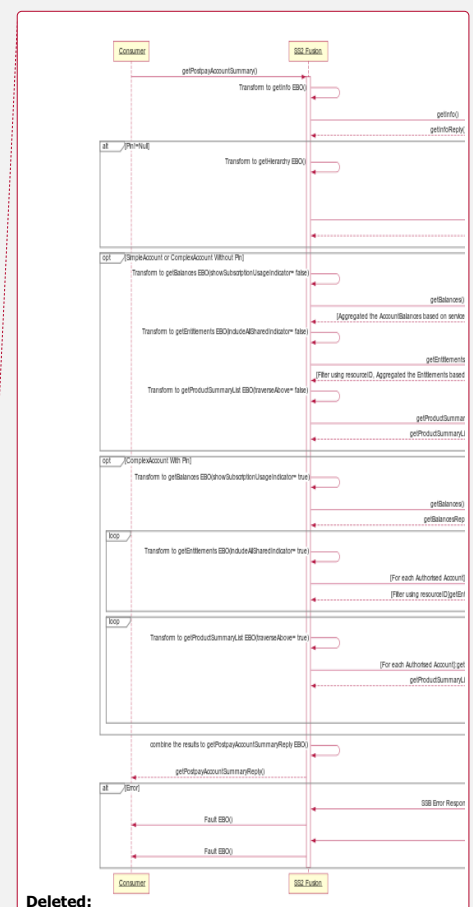 Consumer
SS2 Fusion
getPostpayAccountSummary()
Transform to getInfo EBO()
getInfo()
getInfoReply(
alt
[Pin!=Null]
Transform to getHierarchy EBO()
opt
[SimpleAccount or ComplexAccount Without Pin]
Transform to getBalances EBO(showSubscriptionUsageIndicator= false)
getBalances()
[Aggregated the AccountBalances based on service
Transform to getEntitlements EBO(includeAllSharedIndicator= false)
getEntitlements
[Filter using resourceID, Aggregated the Entitlements based
Transform to getProductSummaryList EBO(traverseAbove= false)
getProductSummar
getProductSummaryLi
opt
[ComplexAccount With Pin]
Transform to getBalances EBO(showSubscriptionUsageIndicator= true)
getBalances()
getBalancesRep
loop
Transform to getEntitlements EBO(includeAllSharedIndicator= true)
[For each Authorised Account]
[Filter using resourceID]getEnt
loop
Transform to getProductSummaryList EBO(traverseAbove= true)
[For each Authorised Account];get
getProductSummaryLi
combine the results to getPostpayAccountSummaryReply EBO()
getPostpayAccountSummaryReply()
alt
[Error]
SSB Error Respor
Fault EBO()
Fault EBO()
Consumer
SS2 Fusion
Deleted: